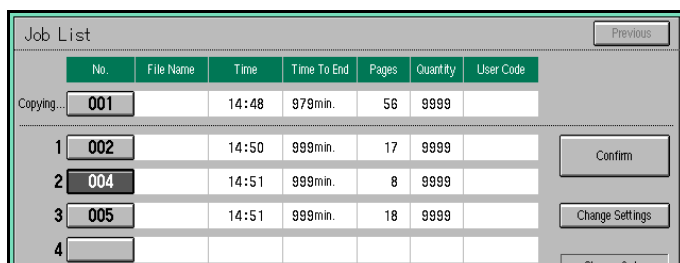 Job List Previous
No. File Name Time Time To End Pages Quantity User Code
Copying... 001 14:48 979min. 56 9999
1 002 14:50 999min. 17 9999
Confirm
2 004 14:51 999min. 8 9999
3 005 14:51 999min. 18 9999 Change Settings
4